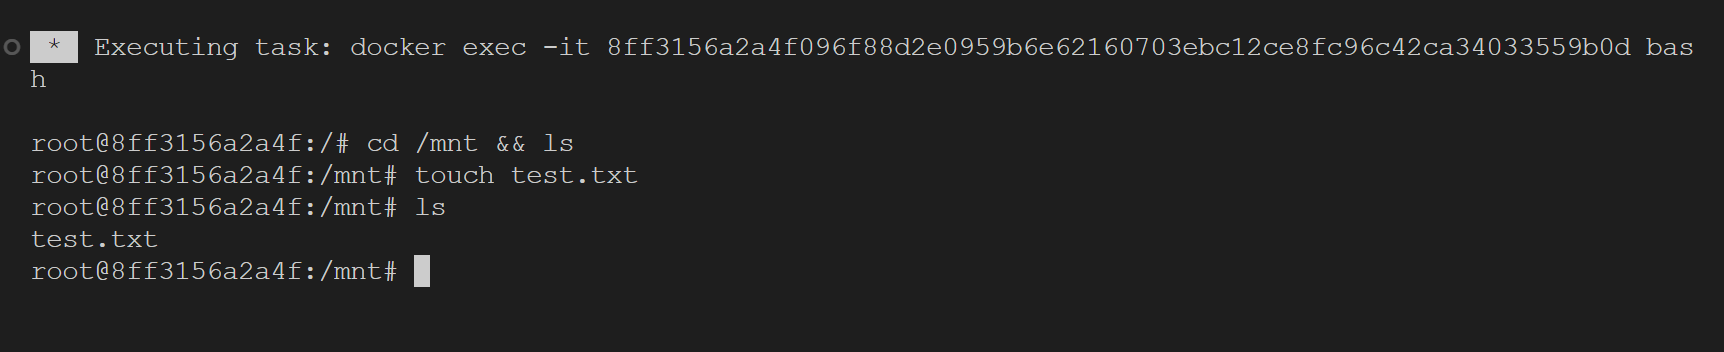 * Executing task: docker exec -it 8ff3156a2a4f096f88d2e0959b6e62160703ebc12ce8fc96c42ca34033559b0d bas
h
root@8ff3156a2a4f:/# cd /mnt && ls
root@8ff3156a2a4f:/mnt# touch test.txt
root@8ff3156a2a4f:/mnt# ls
test.txt
root@8ff3156a2a4f:/mnt#